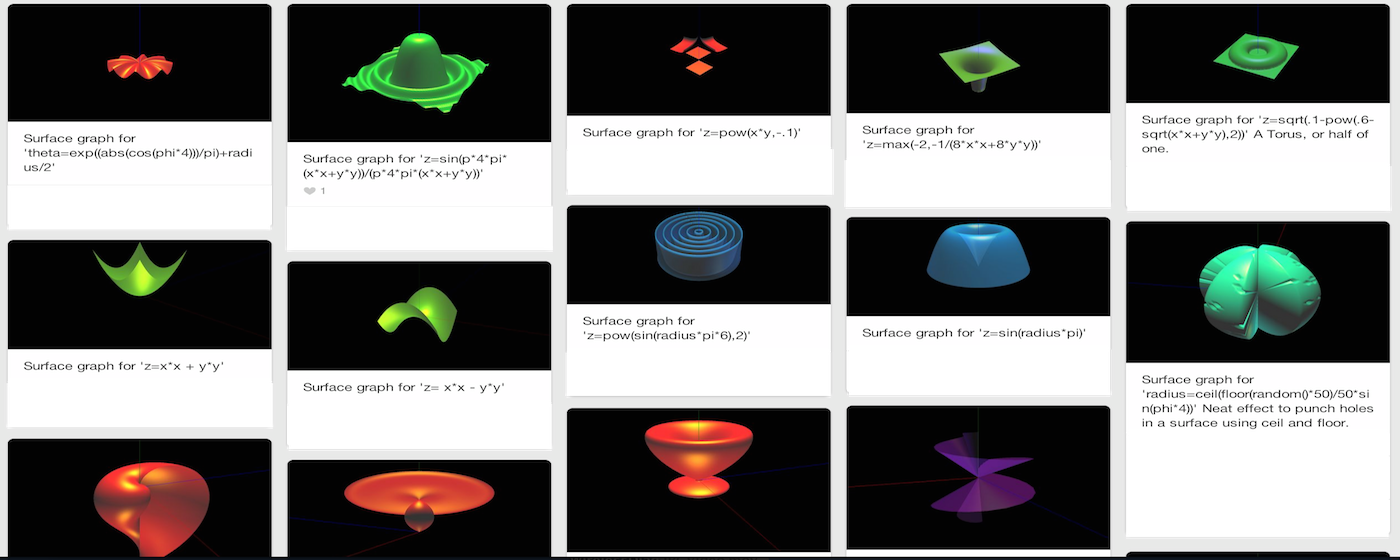 Surface graph for
'theta=exp((abs(cos(phi*4)))/pi)+radi
us/2'
Surface graph for 'z=x*x + y*y'
Surface graph for 'z=sin(p*4*pi*
(x*x+y*y))/(p*4*pi*(x*x+y*y))'
1
Surface graph for 'z= x*x - y*y'
Surface graph for 'z=pow(x*y,-.1)'
Surface graph for
'z=pow(sin(radius*pi*6),2)'
Surface graph for
'z=max(-2,-1/(8*x*x+8*y*y))'
Surface graph for 'z=sin(radius*pi)'
Surface graph for 'z=sqrt(.1-pow(.6-
sqrt(x*x+y*y),2))' A Torus, or half of
one.
Surface graph for
'radius=ceil(floor(random()*50)/50*si
n(phi*4))' Neat effect to punch holes
in a surface using ceil and floor.